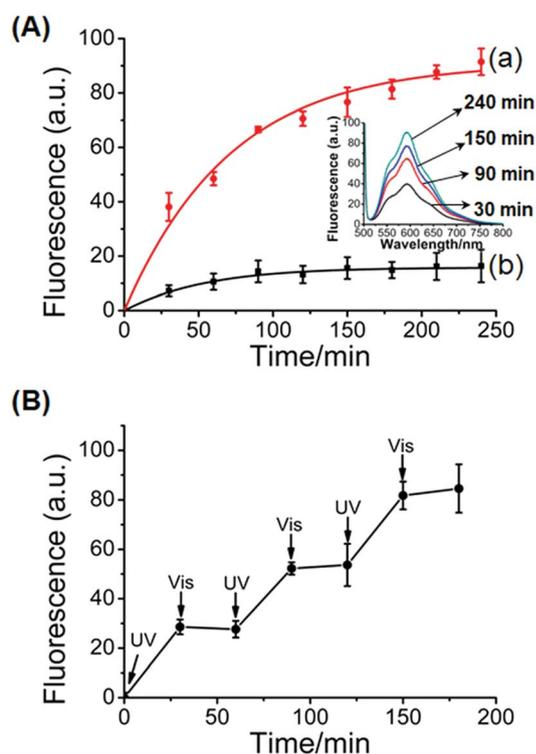 (A)
Fluorescence (a.u.)
100
80
60
40
20
0
0 50 100 150 200 250
Time/min
(a)
(b)
Fluorescence (a.u.)
100
80
60
40
20
0
500 550 600 650 700 750 800
Wavelength/nm
240 min
150 min
90 min
30 min
(B)
Fluorescence (a.u.)
100
80
60
40
20
0
0 50 100 150 200
Time/min
UV
Vis
UV
Vis
UV
Vis